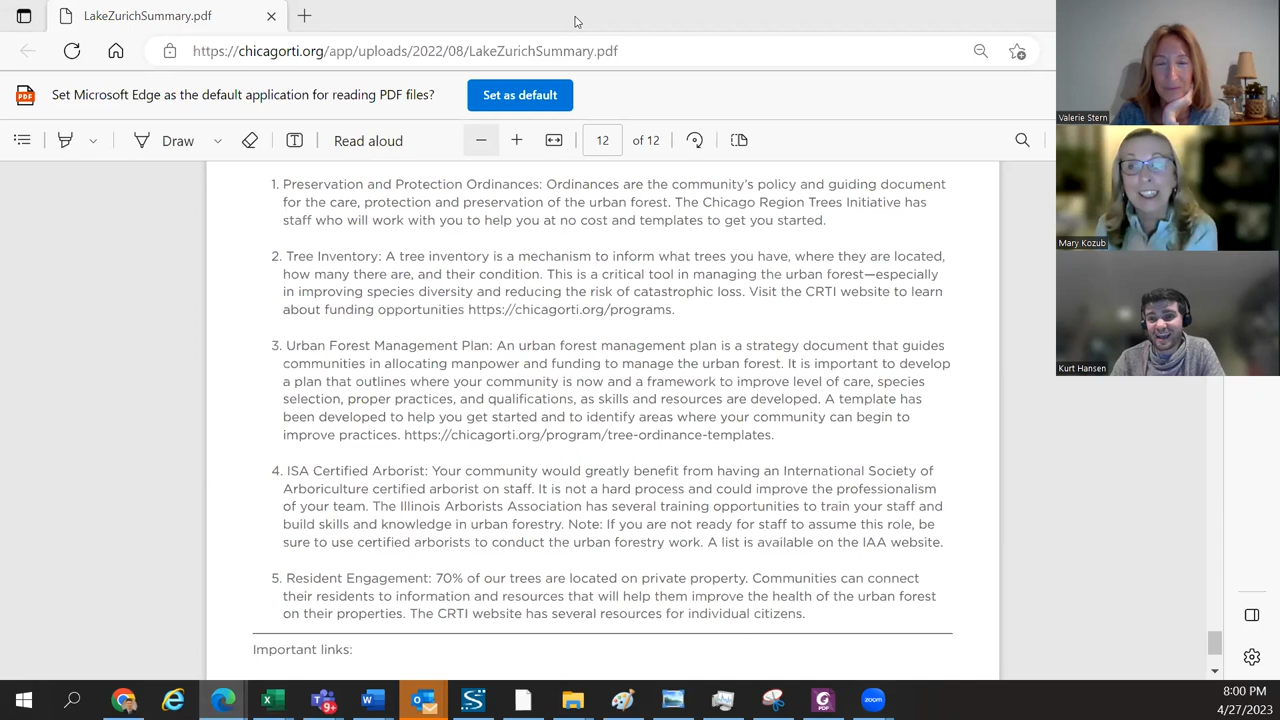 LakeZurichSummary.pdf
https://chicagorti.org/app/uploads/2022/08/LakeZurichSummary.pdf
PDF
Set Microsoft Edge as the default application for reading PDF files?
Set as default
Draw
Read aloud
12
of 12
1. Preservation and Protection Ordinances: Ordinances are the community's policy and guiding document
for the care, protection and preservation of the urban forest. The Chicago Region Trees Initiative has
staff who will work with you to help you at no cost and templates to get you started.
2. Tree Inventory: A tree inventory is a mechanism to inform what trees you have, where they are located,
how many there are, and their condition. This is a critical tool in managing the urban forest—especially
in improving species diversity and reducing the risk of catastrophic loss. Visit the CRTI website to learn
about funding opportunities https://chicagorti.org/programs.
3. Urban Forest Management Plan: An urban forest management plan is a strategy document that guides
communities in allocating manpower and funding to manage the urban forest. It is important to develop
a plan that outlines where your community is now and a framework to improve level of care, species
selection, proper practices, and qualifications, as skills and resources are developed. A template has
been developed to help you get started and to identify areas where your community can begin to
improve practices. https://chicagorti.org/program/tree-ordinance-templates.
4. ISA Certified Arborist: Your community would greatly benefit from having an International Society of
Arboriculture certified arborist on staff. It is not a hard process and could improve the professionalism
of your team. The Illinois Arborists Association has several training opportunities to train your staff and
build skills and knowledge in urban forestry. Note: If you are not ready for staff to assume this role, be
sure to use certified arborists to conduct the urban forestry work. A list is available on the IAA website.
5. Resident Engagement: 70% of our trees are located on private property. Communities can connect
their residents to information and resources that will help them improve the health of the urban forest
on their properties. The CRTI website has several resources for individual citizens.
Important links:
Valerie Stern
Mary Kozub
Kurt Hansen
9+
zoom
8:00 PM
4/27/2023